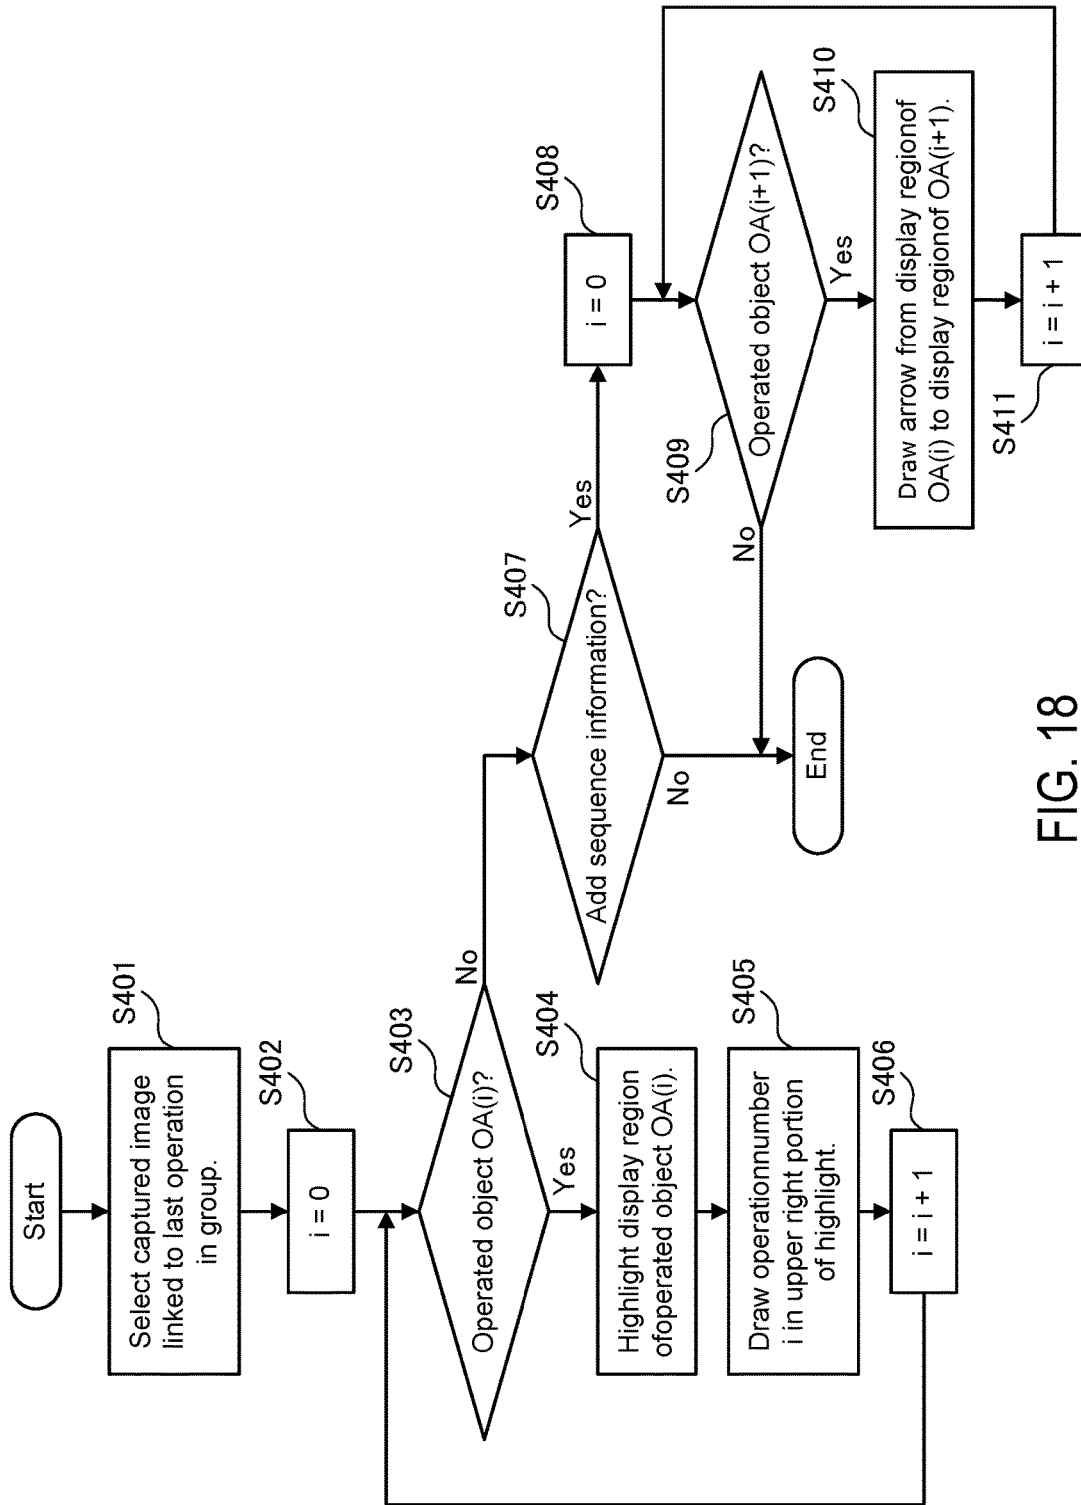 Start
S401
Select captured image
linked to last operation
in group.
S402
i = 0
S403
Operated object OA(i)?
No
Yes
S404
Highlight display region
ofoperated object OA(i).
S405
Draw operationnumber
i in upper right portion
of highlight.
S406
i = i + 1
S407
Add sequence information?
Yes
No
S408
i = 0
S409
Operated object OA(i+1)?
No
Yes
S410
Draw arrow from display regionof
OA(i) to display regionof OA(i+1).
S411
i = i + 1
End
FIG. 18